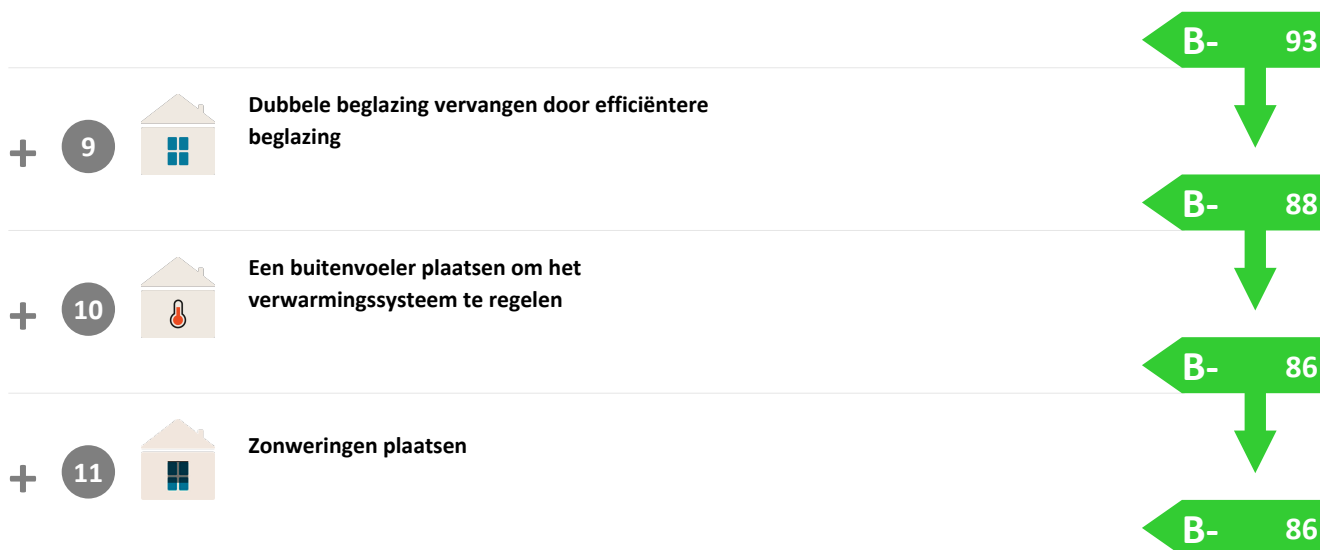 B- 93
+ 9 Dubbele beglazing vervangen door efficiëntere
beglazing
B- 88
+ 10 Een buitenvoeler plaatsen om het
verwarmingssysteem te regelen
B- 86
+ 11 Zonweringen plaatsen
B- 86